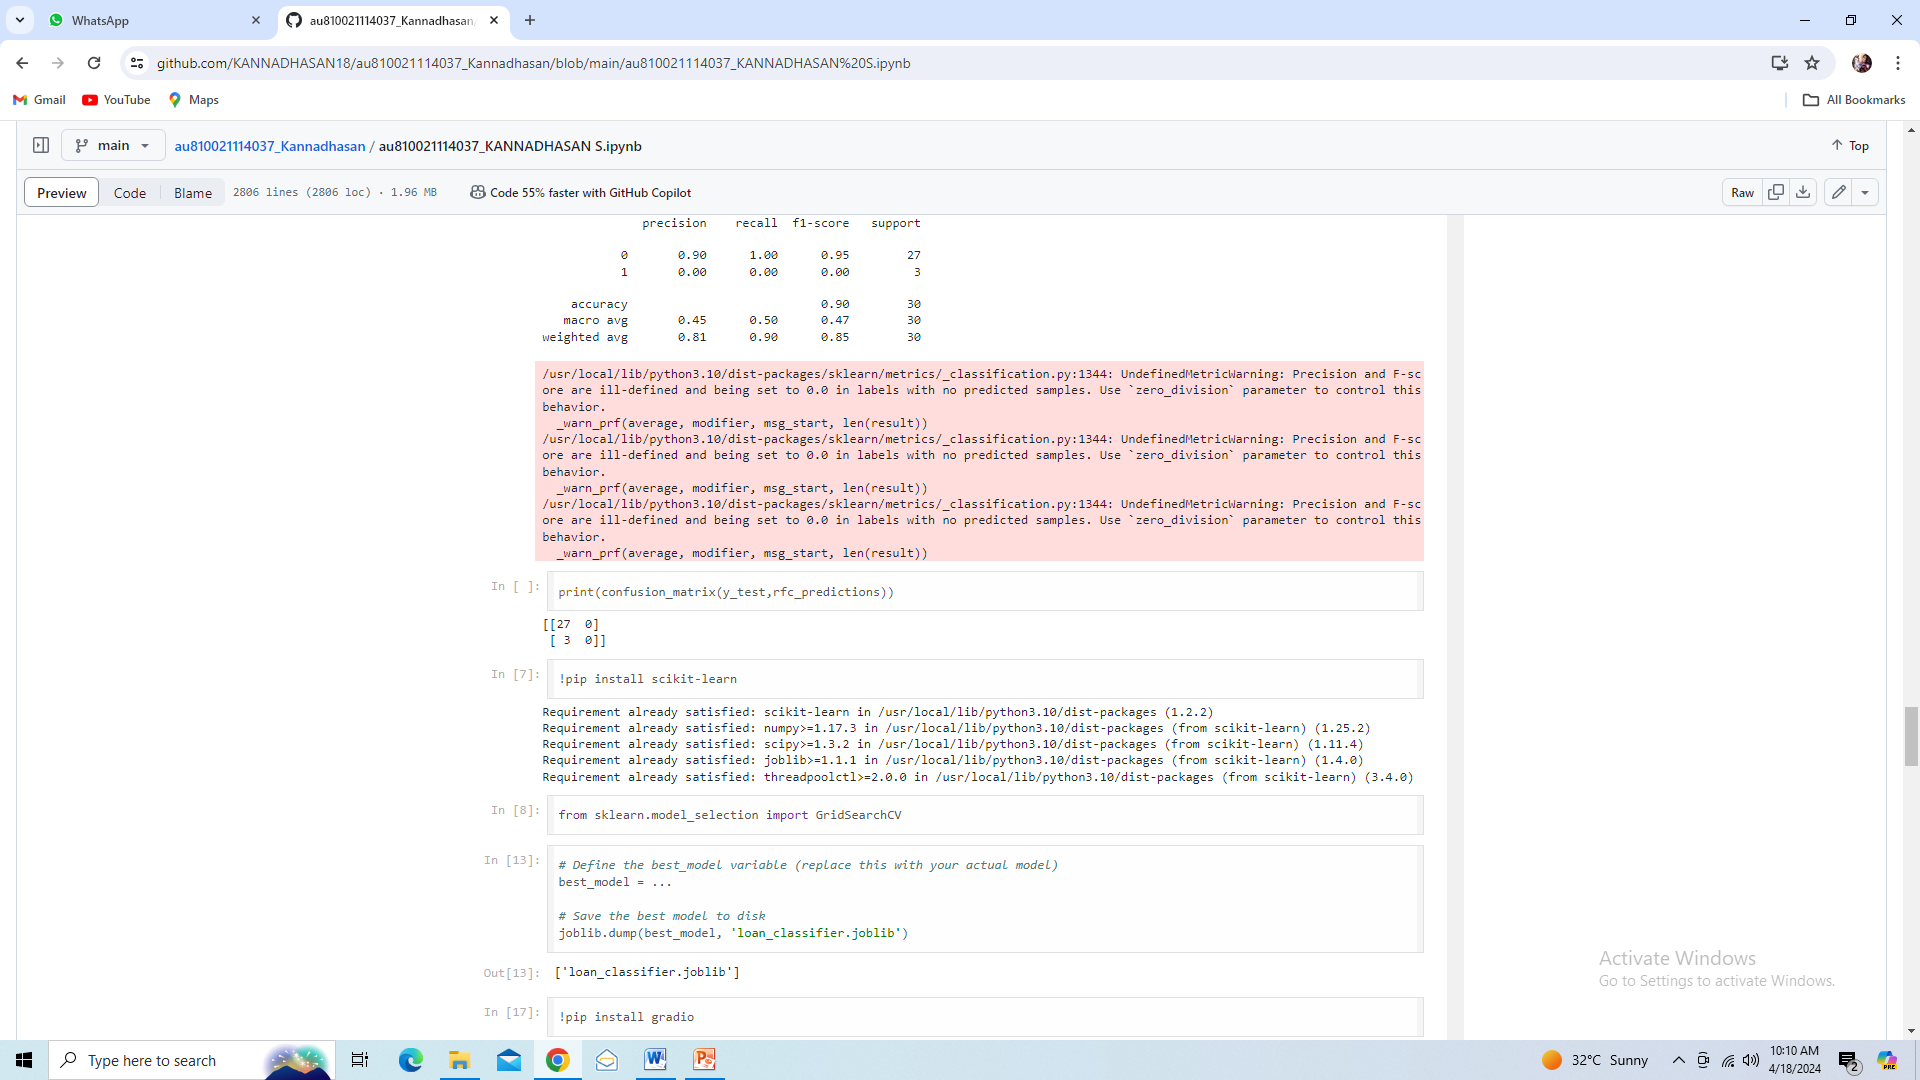 WhatsApp
au810021114037_Kannadhasan
github.com/KANNADHASAN18/au810021114037_Kannadhasan/blob/main/au810021114037_KANNADHASAN%20S.ipynb
Gmail YouTube Maps All Bookmarks
main au810021114037_Kannadhasan / au810021114037_KANNADHASAN S.ipynb Top
Preview Code Blame 2806 lines (2806 loc) · 1.96 MB Code 55% faster with GitHub Copilot Raw
precision recall f1-score support
0 0.90 1.00 0.95 27
1 0.00 0.00 0.00 3
accuracy 0.90 30
macro avg 0.45 0.50 0.47 30
weighted avg 0.81 0.90 0.85 30
/usr/local/lib/python3.10/dist-packages/sklearn/metrics/_classification.py:1344: UndefinedMetricWarning: Precision and F-sc
ore are ill-defined and being set to 0.0 in labels with no predicted samples. Use `zero_division` parameter to control this
behavior.
_warn_prf(average, modifier, msg_start, len(result))
/usr/local/lib/python3.10/dist-packages/sklearn/metrics/_classification.py:1344: UndefinedMetricWarning: Precision and F-sc
ore are ill-defined and being set to 0.0 in labels with no predicted samples. Use `zero_division` parameter to control this
behavior.
_warn_prf(average, modifier, msg_start, len(result))
/usr/local/lib/python3.10/dist-packages/sklearn/metrics/_classification.py:1344: UndefinedMetricWarning: Precision and F-sc
ore are ill-defined and being set to 0.0 in labels with no predicted samples. Use `zero_division` parameter to control this
behavior.
_warn_prf(average, modifier, msg_start, len(result))
In [ ]: print(confusion_matrix(y_test,rfc_predictions))
[[27 0]
[ 3 0]]
In [7]: !pip install scikit-learn
Requirement already satisfied: scikit-learn in /usr/local/lib/python3.10/dist-packages (1.2.2)
Requirement already satisfied: numpy>=1.17.3 in /usr/local/lib/python3.10/dist-packages (from scikit-learn) (1.25.2)
Requirement already satisfied: scipy>=1.3.2 in /usr/local/lib/python3.10/dist-packages (from scikit-learn) (1.11.4)
Requirement already satisfied: joblib>=1.1.1 in /usr/local/lib/python3.10/dist-packages (from scikit-learn) (1.4.0)
Requirement already satisfied: threadpoolctl>=2.0.0 in /usr/local/lib/python3.10/dist-packages (from scikit-learn) (3.4.0)
In [8]: from sklearn.model_selection import GridSearchCV
In [13]: # Define the best_model variable (replace this with your actual model)
best_model = ...
# Save the best model to disk
joblib.dump(best_model, 'loan_classifier.joblib')
Out[13]: ['loan_classifier.joblib']
In [17]: !pip install gradio
Activate Windows
Go to Settings to activate Windows.
Type here to search
32°C Sunny
10:10 AM
4/18/2024
2
PRE